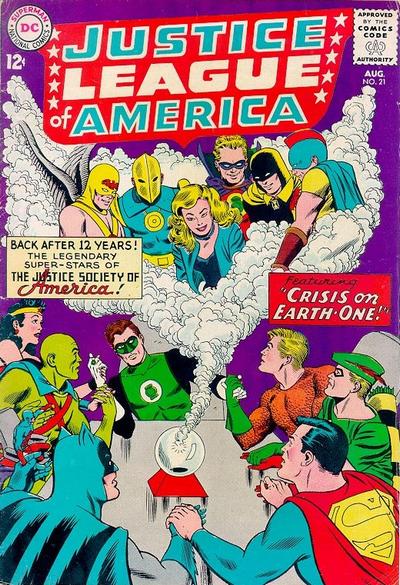 SUPERMAN
DC
NATIONAL COMICS
12¢
JUSTICE
LEAGUE
of AMERICA
APPROVED
BY THE
COMICS
CODE
CA
AUTHORITY
AUG.
NO. 21
BACK AFTER 12 YEARS!
THE LEGENDARY
SUPER-STARS OF
THE JUSTICE SOCIETY OF
America!
Featuring
"CRISIS on
EARTH-ONE!"
S